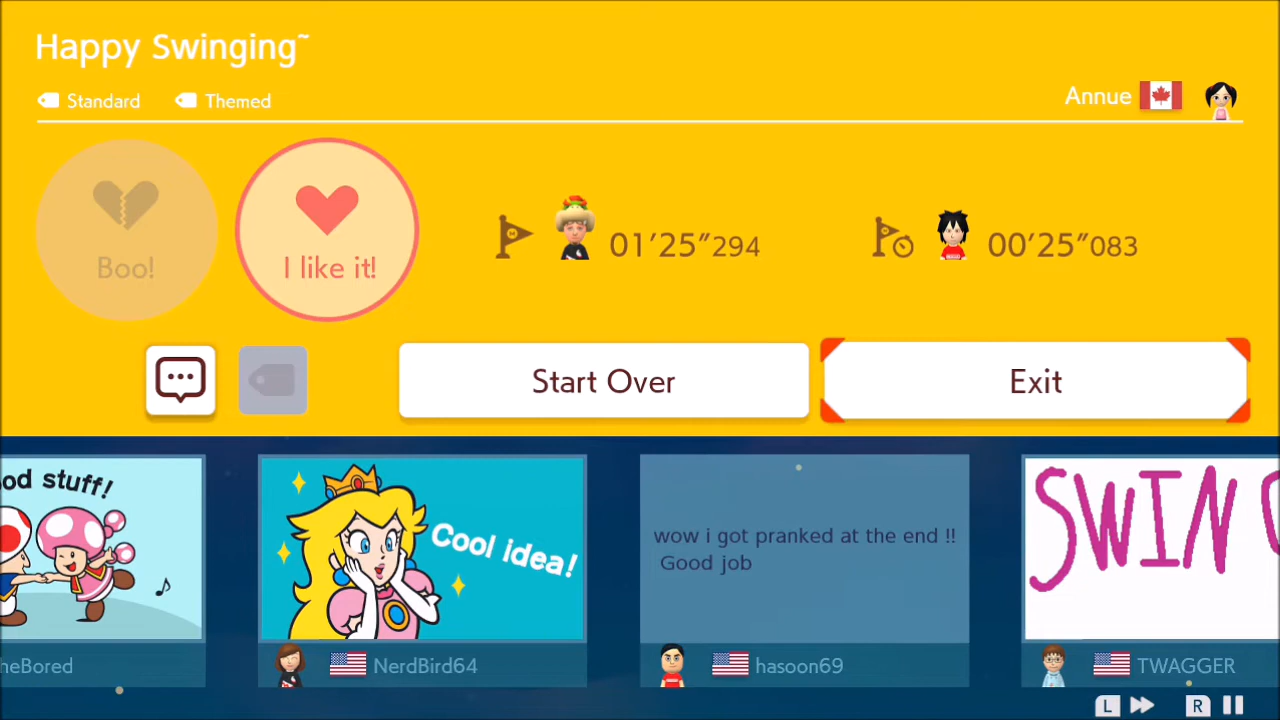 Happy Swinging~
Standard Themed
Annue
Boo!
I like it!
01'25"294
00'25"083
...
Start Over
Exit
od stuff!
Cool idea!
wow i got pranked at the end !!
Good job
SWIN
heBored
NerdBird64
hasoon69
TWAGGER
L R